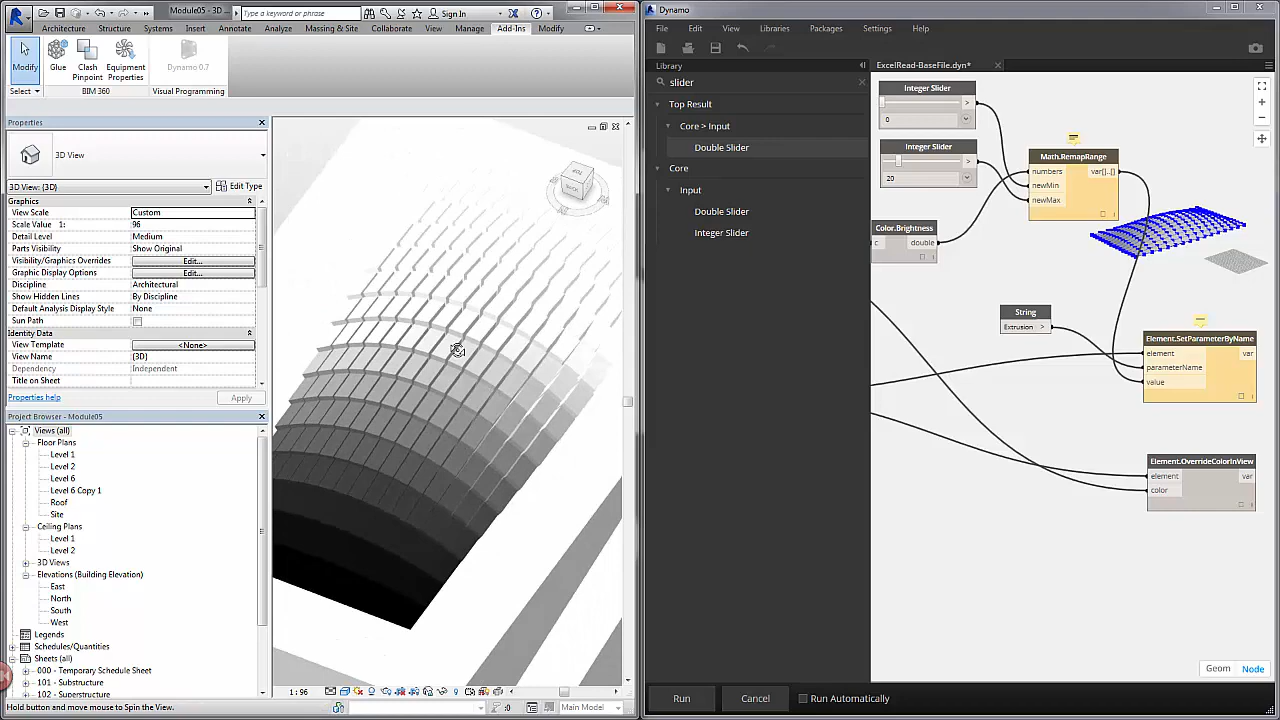 Module05 - 3D ...
Type a keyword or phrase
Sign In
Architecture
Structure
Systems
Insert
Annotate
Analyze
Massing & Site
Collaborate
View
Manage
Add-Ins
Modify
Modify
Glue
Clash
Pinpoint
Equipment
Properties
Dynamo 0.7
Select
BIM 360
Visual Programming
Properties
3D View
3D View: {3D}
Edit Type
Graphics
View Scale
Custom
Scale Value 1:
96
Detail Level
Medium
Parts Visibility
Show Original
Visibility/Graphics Overrides
Edit...
Graphic Display Options
Edit...
Discipline
Architectural
Show Hidden Lines
By Discipline
Default Analysis Display Style
None
Sun Path
Identity Data
View Template
<None>
View Name
{3D}
Dependency
Independent
Title on Sheet
Properties help
Apply
Project Browser - Module05
Views (all)
Floor Plans
Level 1
Level 2
Level 6
Level 6 Copy 1
Roof
Site
Ceiling Plans
Level 1
Level 2
3D Views
Elevations (Building Elevation)
East
North
South
West
Legends
Schedules/Quantities
Sheets (all)
000 - Temporary Schedule Sheet
101 - Substructure
102 - Superstructure
TOP
1 : 96
Hold button and move mouse to Spin the View.
:0
Main Model
Dynamo
File
Edit
View
Libraries
Packages
Settings
Help
Library
slider
Top Result
Core > Input
Double Slider
Core
Input
Double Slider
Integer Slider
ExcelRead-BaseFile.dyn*
Integer Slider
>
0
Integer Slider
>
20
Math.RemapRange
numbers
var[]..[]
newMin
newMax
Color.Brightness
c
double
String
Extrusion
>
Element.SetParameterByName
element
var
parameterName
value
Element.OverrideColorInView
element
var
color
Geom
Node
Run
Cancel
Run Automatically